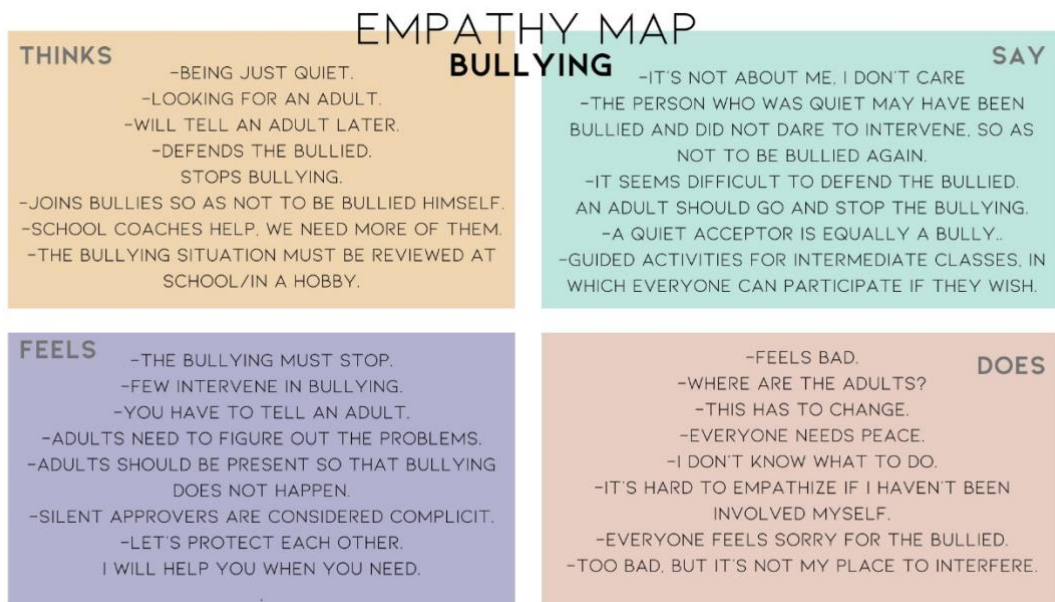 EMPATHY MAP
BULLYING
THINKS
-BEING JUST QUIET.
-LOOKING FOR AN ADULT.
-WILL TELL AN ADULT LATER.
-DEFENDS THE BULLIED.
STOPS BULLYING.
-JOINS BULLIES SO AS NOT TO BE BULLIED HIMSELF.
-SCHOOL COACHES HELP, WE NEED MORE OF THEM.
-THE BULLYING SITUATION MUST BE REVIEWED AT
SCHOOL/IN A HOBBY.
SAY
-IT'S NOT ABOUT ME, I DON'T CARE
-THE PERSON WHO WAS QUIET MAY HAVE BEEN
BULLIED AND DID NOT DARE TO INTERVENE, SO AS
NOT TO BE BULLIED AGAIN.
-IT SEEMS DIFFICULT TO DEFEND THE BULLIED.
AN ADULT SHOULD GO AND STOP THE BULLYING.
-A QUIET ACCEPTOR IS EQUALLY A BULLY..
-GUIDED ACTIVITIES FOR INTERMEDIATE CLASSES, IN
WHICH EVERYONE CAN PARTICIPATE IF THEY WISH.
FEELS
-THE BULLYING MUST STOP.
-FEW INTERVENE IN BULLYING.
-YOU HAVE TO TELL AN ADULT.
-ADULTS NEED TO FIGURE OUT THE PROBLEMS.
-ADULTS SHOULD BE PRESENT SO THAT BULLYING
DOES NOT HAPPEN.
-SILENT APPROVERS ARE CONSIDERED COMPLICIT.
-LET'S PROTECT EACH OTHER.
I WILL HELP YOU WHEN YOU NEED.
DOES
-FEELS BAD.
-WHERE ARE THE ADULTS?
-THIS HAS TO CHANGE.
-EVERYONE NEEDS PEACE.
-I DON'T KNOW WHAT TO DO.
-IT'S HARD TO EMPATHIZE IF I HAVEN'T BEEN
INVOLVED MYSELF.
-EVERYONE FEELS SORRY FOR THE BULLIED.
-TOO BAD, BUT IT'S NOT MY PLACE TO INTERFERE.